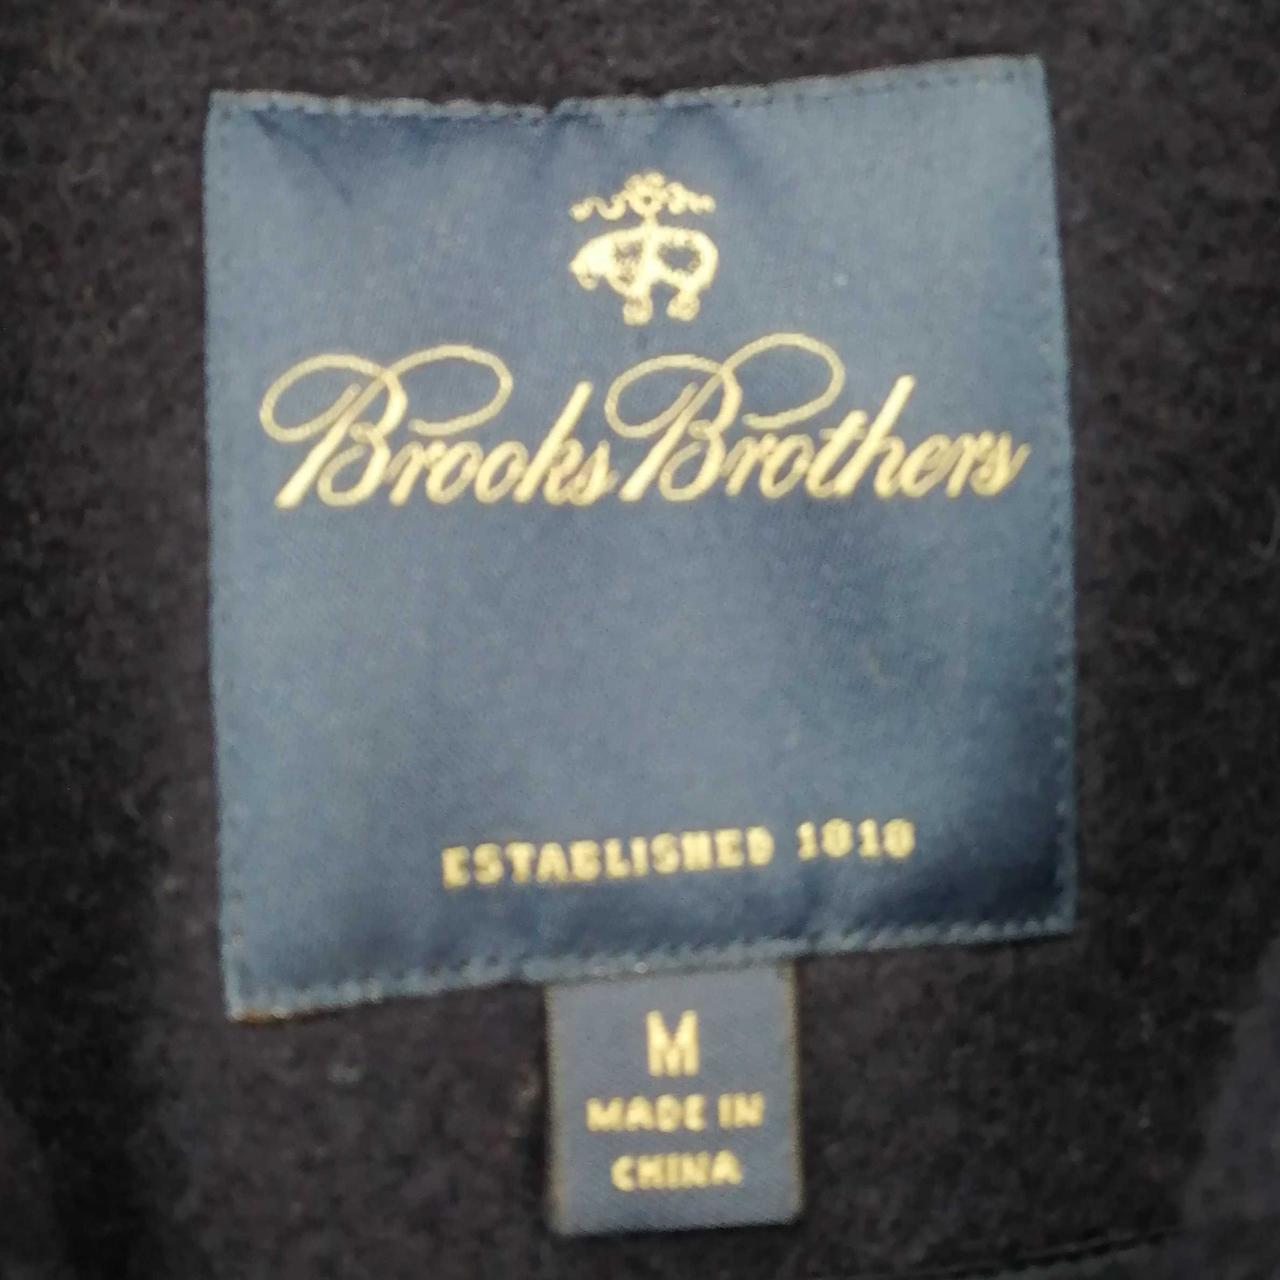 Brooks Brothers
ESTABLISHED 1818
M
MADE IN
CHINA